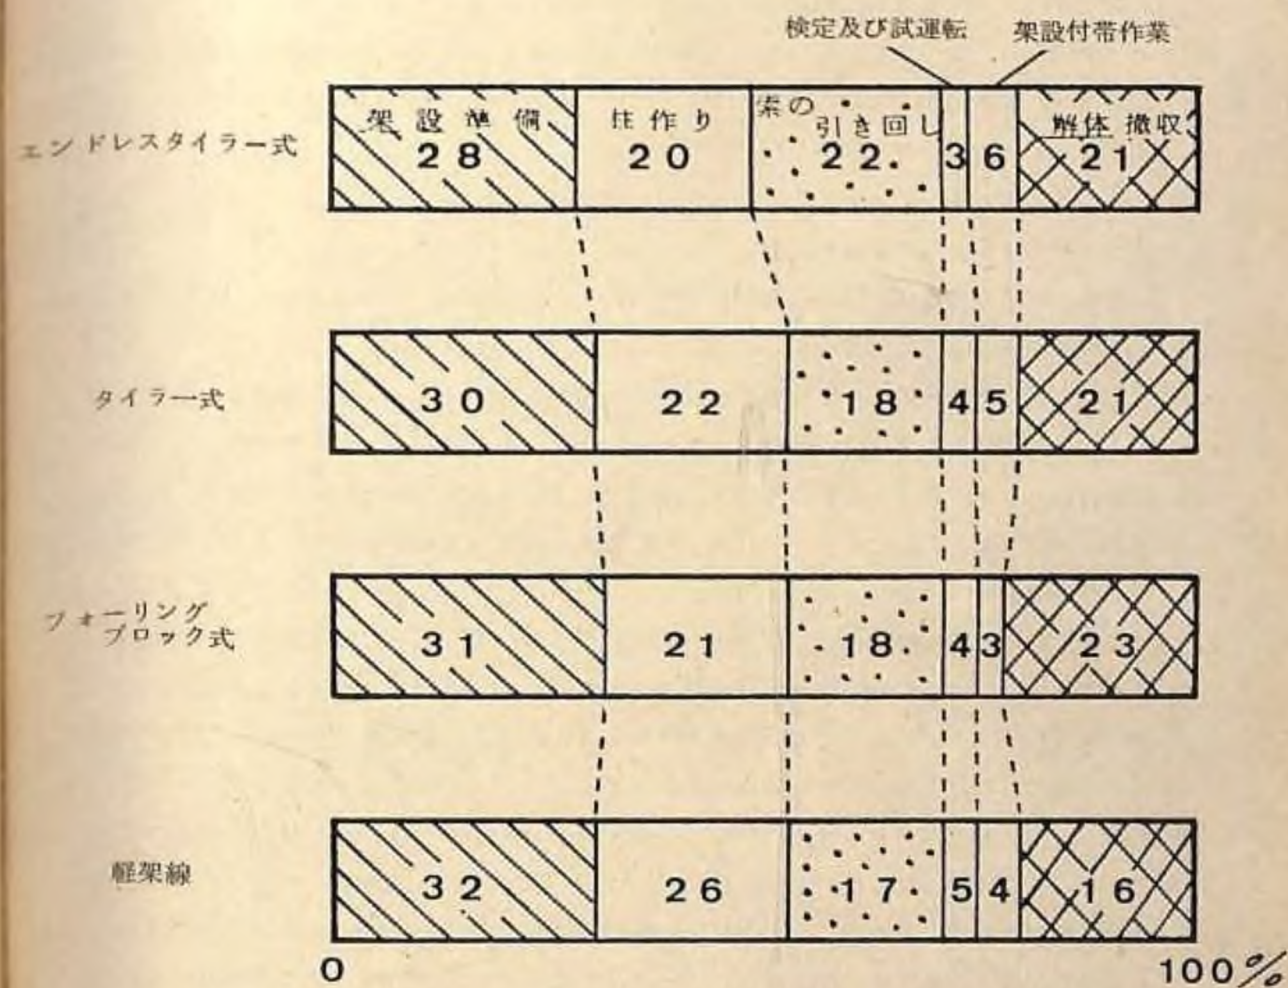 検定及び試運転 架設付帯作業
エンドレスタイラー式 架設準備 柱作り 索の引き回し 解体撤収
28 20 22 3 6 21
タイラー式 30 22 18 4 5 21
フォーリング
ブロック式 31 21 18 4 3 23
軽架線 32 26 17 5 4 16
0 100%